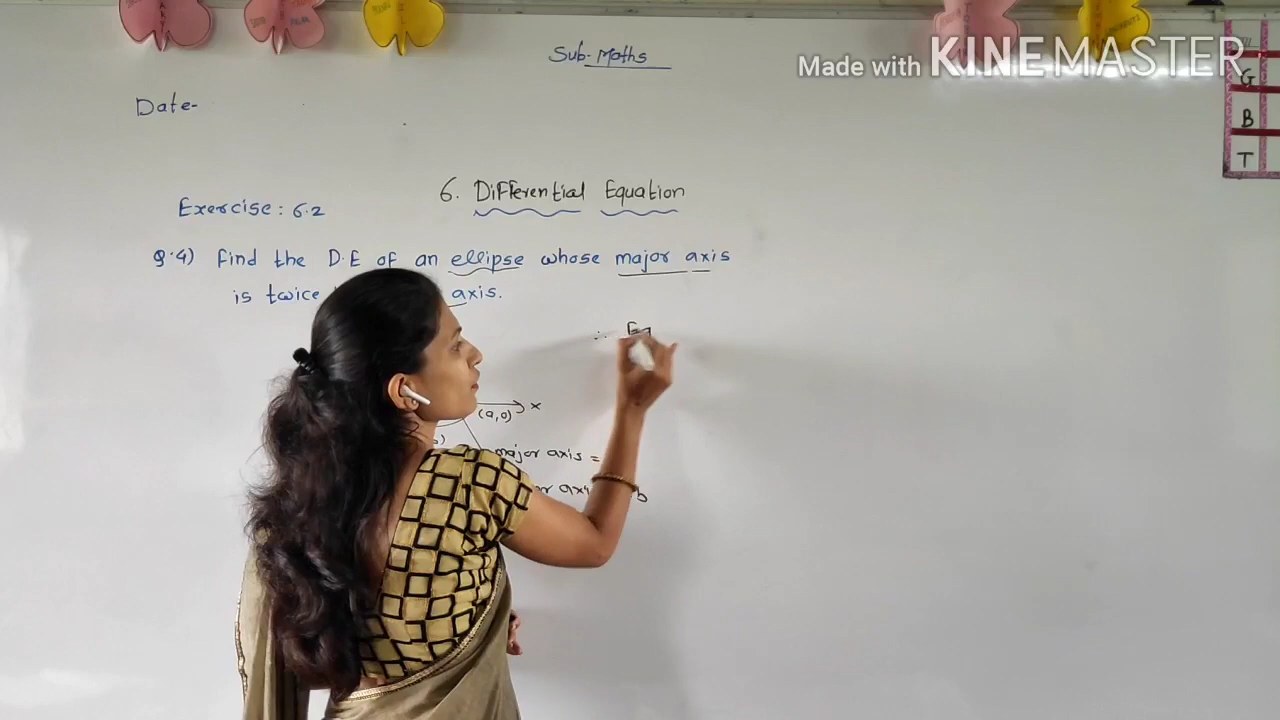 Sub- Maths
Made with KINEMASTER
Date-
G
B
T
6. Differential Equation
Exercise: 6.2
Q.4) Find the D.E of an ellipse whose major axis
is twice axis.
∴ Eq
(a,0) x
major axis =
b